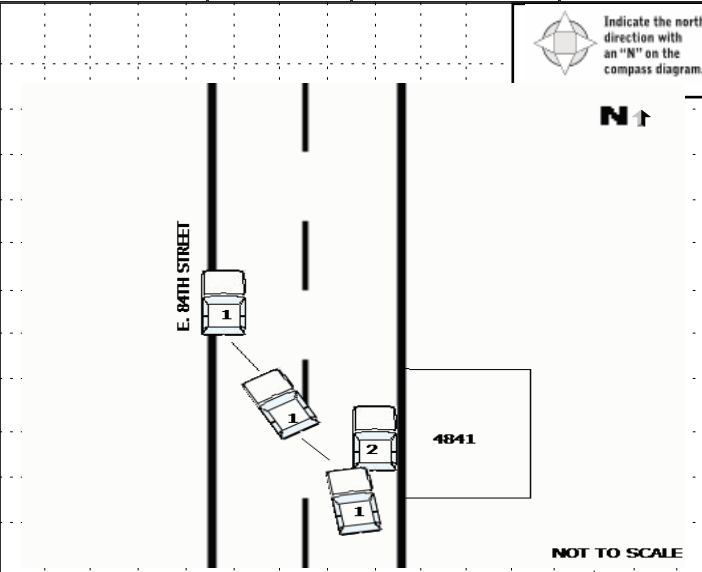 Indicate the north
direction with
an "N" on the
compass diagram.
N
E. 84TH STREET
1
1
2
4841
1
NOT TO SCALE